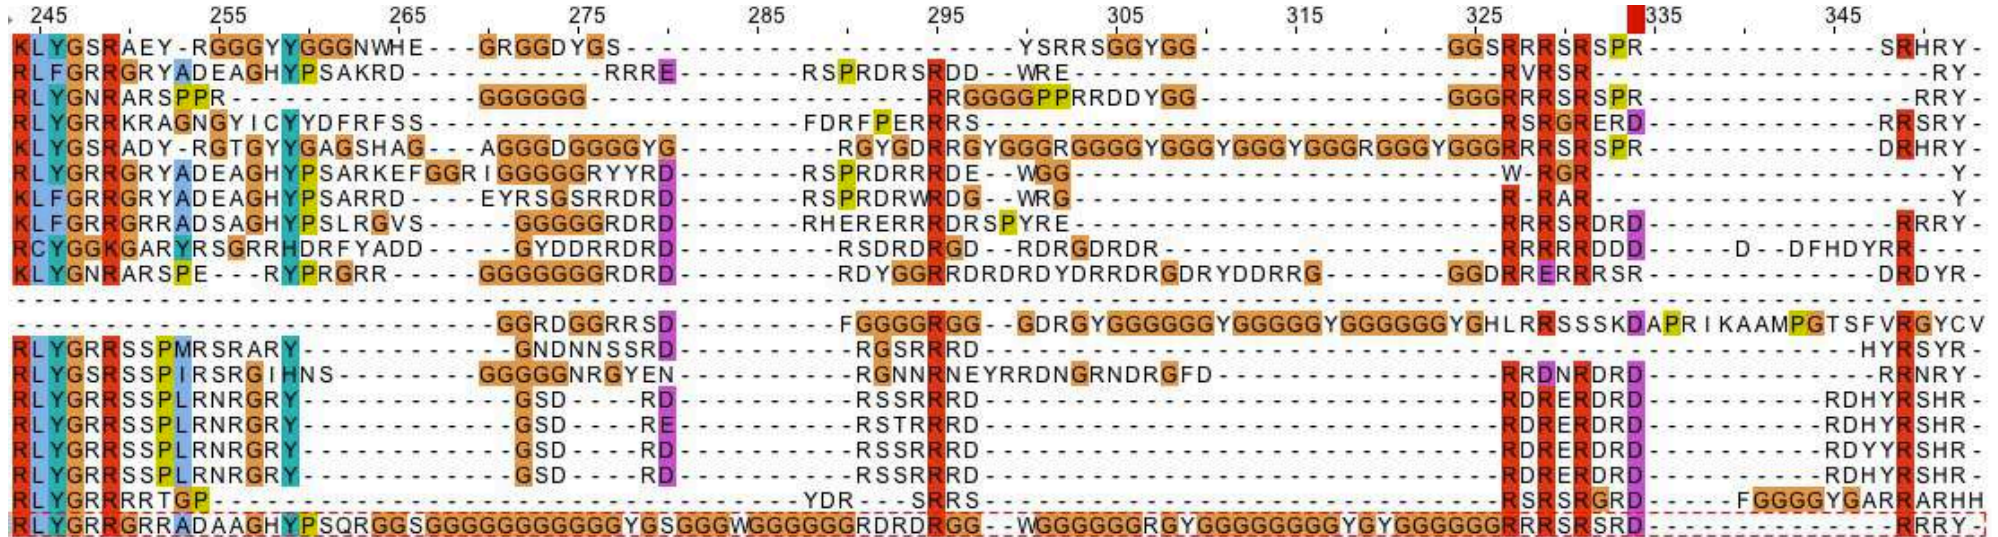 245 255 265 275 285 295 305 315 325 335 345
KLYGSRAEY-RGGGYYGGGNWHE---GRGGDYGS----------------------YSRRSGGYGG--------------GGSRRRSRSPR-------------SRHRY-
RLFGRRGRYADEAGHYPSAKRD-----------RRRE-------RSPRDRSRDD--WRE------------------------RVRSR-------------------RY-
RLYGNRARSPPR--------------GGGGGG-------------------RRGGGGPPRRDDYGG--------------GGGRRRSRSPR---------------RRY-
RLYGRRKRAGNGYICYYDFRFSS---------------------FDRFPERRRS-----------------------------RSRGRERD-------------RRSRY-
KLYGSRADY-RGTGYYGAGSHAG---AGGGDGGGGYG---------RGYGDRRGYGGGRGGGGYGGGYGGGYGGGRGGGYGGGRRRSRSPR-------------DRHRY-
RLYGRRGRYADEAGHYPSARKEFGGRIGGGGGRYYRD-------RSPRDRRRDE--WGG------------------------W-RGR--------------------Y-
KLFGRRGRYADEAGHYPSARRD----EYRSGSRRDRD-------RSPRDRWRDG--WRG------------------------R-RAR--------------------Y-
KLFGRRGRRADSAGHYPSLRGVS-----GGGGGRDRD-------RHERERRRDRSPYRE------------------------RRRSRDRD--------------RRRY-
RCYGGKGARYRSGRRHDRFYADD-----GYDDRRDRD---------RSDRDRGD--RDRGDRDR-------------------RRRRRDDD-----D--DFHDYRR----
KLYGNRARSPE---RYPRGRR-----GGGGGGGRDRD---------RDYGGRRDRDRDYDRRDRGDRYDDRRG-------GGDRRERRRSR-------------DRDYR-
--------------------------------------------------------------------------------------------------------------
---------------------------GGRDGGRRSD---------FGGGGRGG--GDRGYGGGGGGYGGGGGYGGGGGGYGHLRRSSSKDAPRIKAAMPGTSFVRGYCV
RLYGRRSSPMRSRARY------------GNDNNSSRD----------RGSRRRD-------------------------------------------------HYRSYR-
RLYGSRSSPIRSRGIHNS--------GGGGGNRGYEN----------RGNNRNEYRRDNGRNDRGFD----------------RRDNRDRD-------------RRNRY-
RLYGRRSSPLRNRGRY------------GSD----RD----------RSSRRRD-----------------------------RDRERDRD----------RDHYRSHR-
RLYGRRSSPLRNRGRY------------GSD----RE----------RSTRRRD-----------------------------RDRERDRD----------RDHYRSHR-
RLYGRRSSPLRNRGRY------------GSD----RD----------RSSRRRD-----------------------------RDRERDRD----------RDYYRSHR-
RLYGRRSSPLRNRGRY------------GSD----RD----------RSSRRRD-----------------------------RDRERDRD----------RDHYRSHR-
RLYGRRRRTGP---------------------------------YDR---SRRS-----------------------------RSRSRGRD-----FGGGGYGARRARHH
RLYGRRGRRADAAGHYPSQRGGSGGGGGGGGGGGYGSGGGWGGGGGGRDRDRGG--WGGGGGGRGYGGGGGGGGYGYGGGGGGRRRSRSRD--------------RRRY-